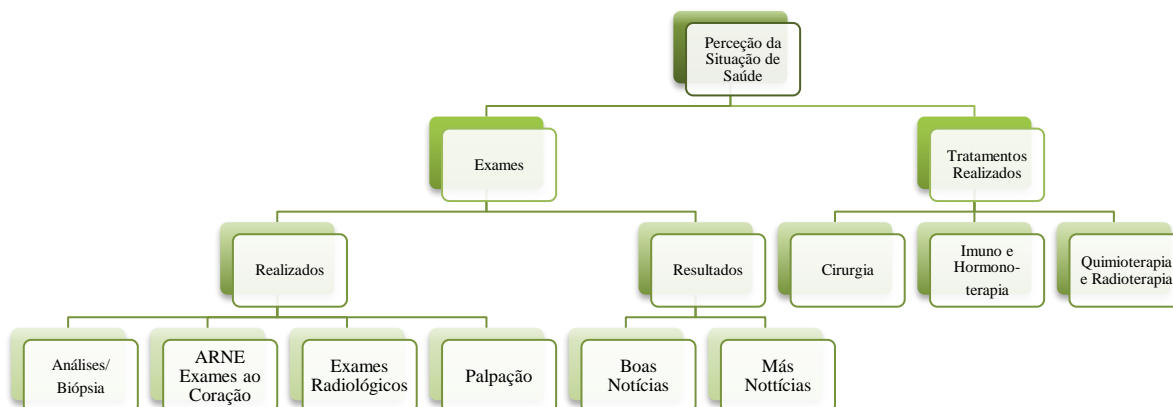 Perceção da
Situação de
Saúde
Exames
Tratamentos
Realizados
Realizados
Resultados
Cirurgia
Imuno e
Hormono-
terapia
Quimioterapia
e Radioterapia
Análises/
Biópsia
ARNE
Exames ao
Coração
Exames
Radiológicos
Palpação
Boas
Notícias
Más
Nottícias